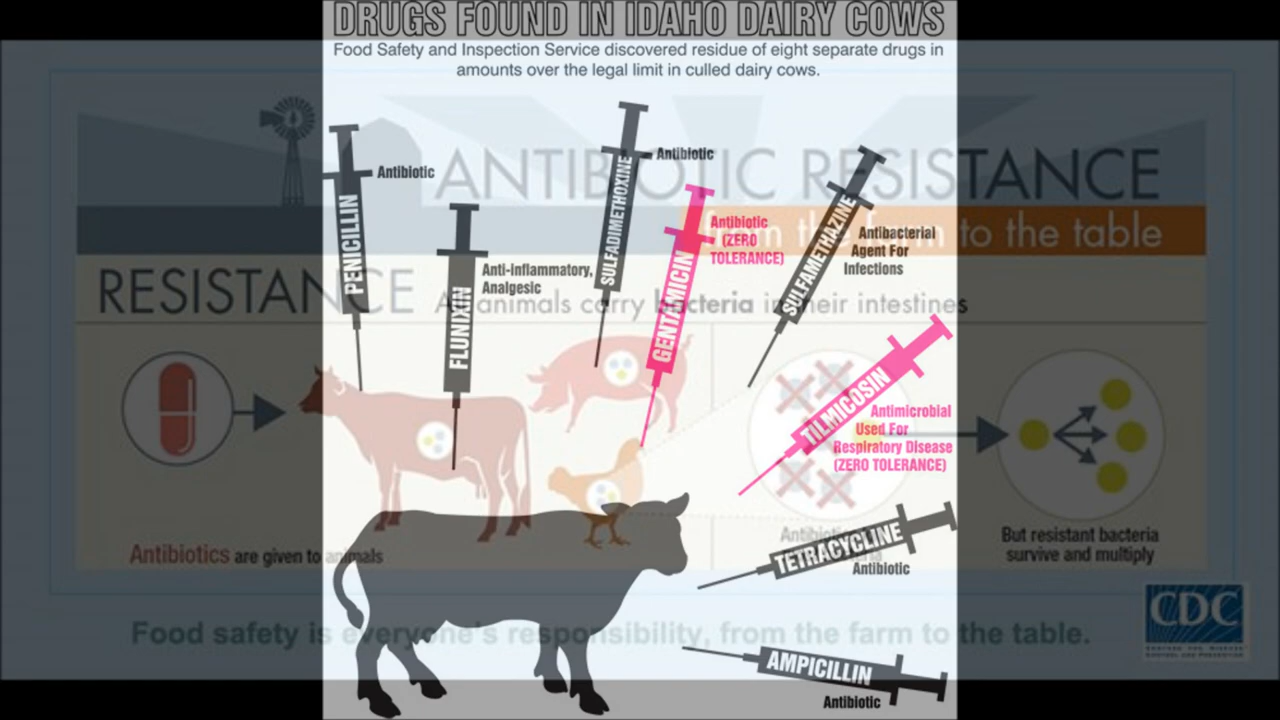 DRUGS FOUND IN IDAHO DAIRY COWS
Food Safety and Inspection Service discovered residue of eight separate drugs in
amounts over the legal limit in culled dairy cows.
PENICILLIN
Antibiotic
FLUNIXIN
Anti-inflammatory,
Analgesic
SULFADIMETHOXINE
Antibiotic
GENTAMICIN
Antibiotic
(ZERO
TOLERANCE)
SULFAMETHAZINE
Antibacterial
Agent For
Infections
TILMICOSIN
Antimicrobial
Used For
Respiratory Disease
(ZERO TOLERANCE)
TETRACYCLINE
Antibiotic
AMPICILLIN
Antibiotic
ANTIBIOTIC RESISTANCE
from the farm to the table
RESISTANCE
All animals carry bacteria in their intestines
Antibiotics are given to animals
But resistant bacteria
survive and multiply
Food safety is everyone's responsibility, from the farm to the table.
CDC